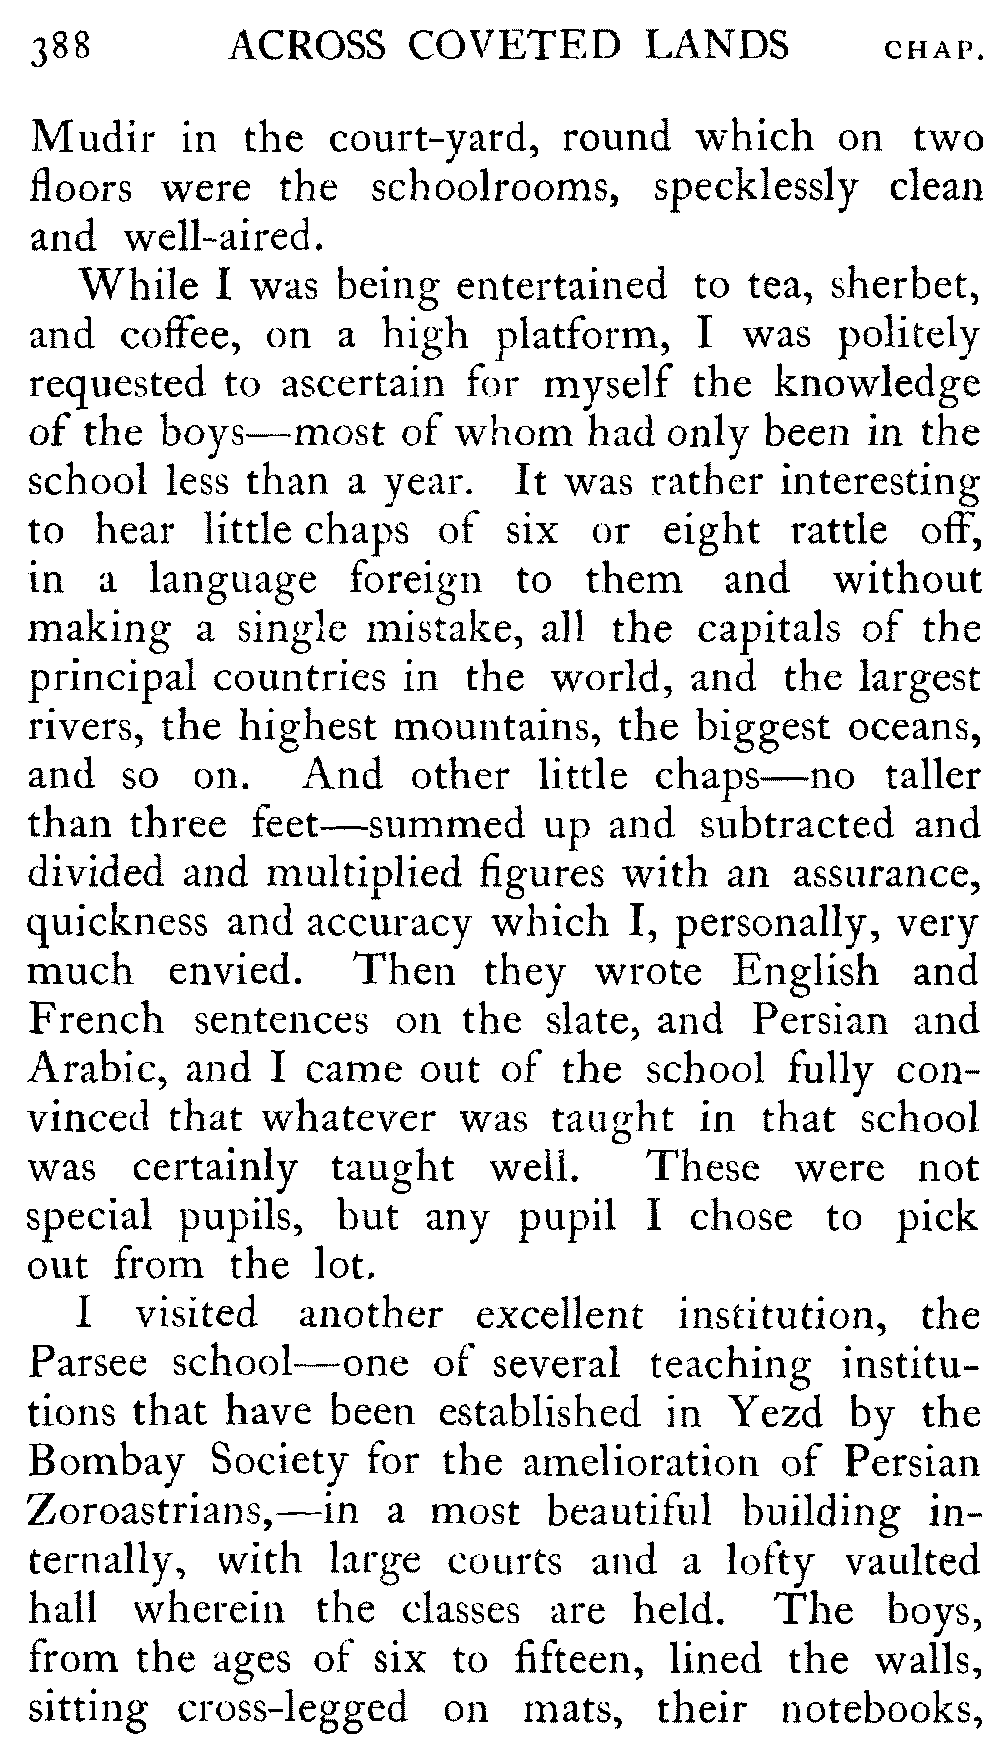 388 ACROSS COVETED LANDS CHAP.
Mudir in the court-yard, round which on two
floors were the schoolrooms, specklessly clean
and well-aired.
While I was being entertained to tea, sherbet,
and coffee, on a high platform, I was politely
requested to ascertain for myself the knowledge
of the boys—most of whom had only been in the
school less than a year. It was rather interesting
to hear little chaps of six or eight rattle off,
in a language foreign to them and without
making a single mistake, all the capitals of the
principal countries in the world, and the largest
rivers, the highest mountains, the biggest oceans,
and so on. And other little chaps—no taller
than three feet—summed up and subtracted and
divided and multiplied figures with an assurance,
quickness and accuracy which I, personally, very
much envied. Then they wrote English and
French sentences on the slate, and Persian and
Arabic, and I came out of the school fully con-
vinced that whatever was taught in that school
was certainly taught well. These were not
special pupils, but any pupil I chose to pick
out from the lot.
I visited another excellent institution, the
Parsee school—one of several teaching institu-
tions that have been established in Yezd by the
Bombay Society for the amelioration of Persian
Zoroastrians,—in a most beautiful building in-
ternally, with large courts and a lofty vaulted
hall wherein the classes are held. The boys,
from the ages of six to fifteen, lined the walls,
sitting cross-legged on mats, their notebooks,